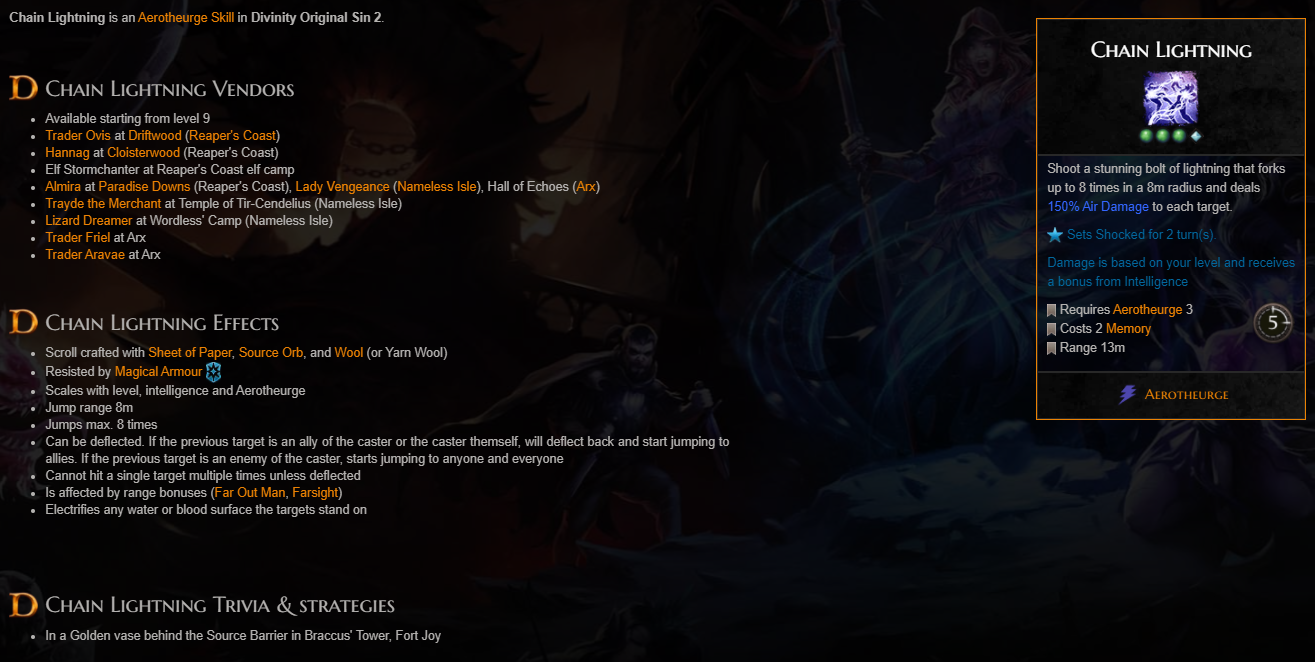 Chain Lightning is an Aerotheurge Skill in Divinity Original Sin 2.
Chain Lightning Vendors
Available starting from level 9
Trader Ovis at Driftwood (Reaper's Coast)
Hannag at Cloisterwood (Reaper's Coast)
Elf Stormchanter at Reaper's Coast elf camp
Almira at Paradise Downs (Reaper's Coast), Lady Vengeance (Nameless Isle), Hall of Echoes (Arx)
Trayde the Merchant at Temple of Tir-Cendelius (Nameless Isle)
Lizard Dreamer at Wordless' Camp (Nameless Isle)
Trader Friel at Arx
Trader Aravae at Arx
Chain Lightning Effects
Scroll crafted with Sheet of Paper, Source Orb, and Wool (or Yarn Wool)
Resisted by Magical Armour
Scales with level, intelligence and Aerotheurge
Jump range 8m
Jumps max. 8 times
Can be deflected. If the previous target is an ally of the caster or the caster themself, will deflect back and start jumping to
allies. If the previous target is an enemy of the caster, starts jumping to anyone and everyone
Cannot hit a single target multiple times unless deflected
Is affected by range bonuses (Far Out Man, Farsight)
Electrifies any water or blood surface the targets stand on
Chain Lightning Trivia & strategies
In a Golden vase behind the Source Barrier in Braccus' Tower, Fort Joy
Chain Lightning
Shoot a stunning bolt of lightning that forks
up to 8 times in a 8m radius and deals
150% Air Damage to each target.
Sets Shocked for 2 turn(s).
Damage is based on your level and receives
a bonus from Intelligence
Requires Aerotheurge 3
Costs 2 Memory
Range 13m
5
Aerotheurge